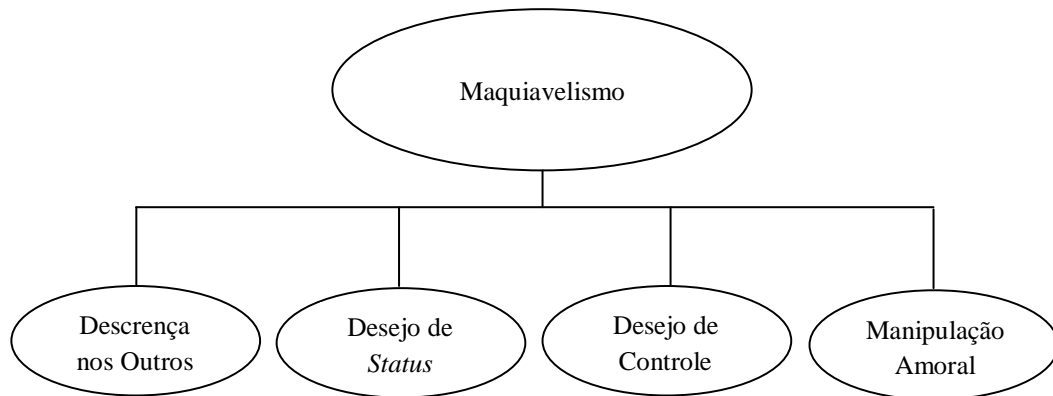 Maquiavelismo
Descrença
nos Outros
Desejo de
Status
Desejo de
Controle
Manipulação
Amoral